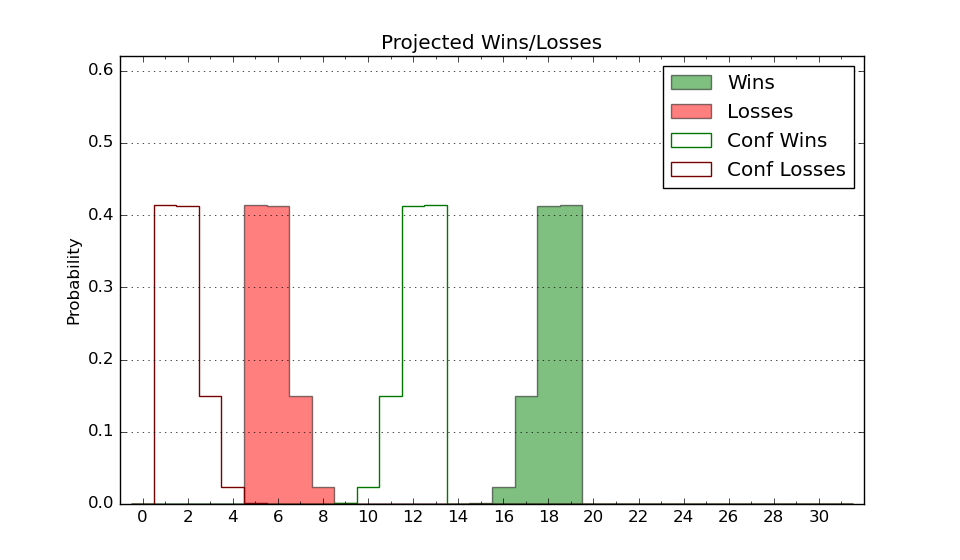 Projected Wins/Losses
Wins
Losses
Conf Wins
Conf Losses
Probability
0.6
0.5
0.4
0.3
0.2
0.1
0.0
0 2 4 6 8 10 12 14 16 18 20 22 24 26 28 30